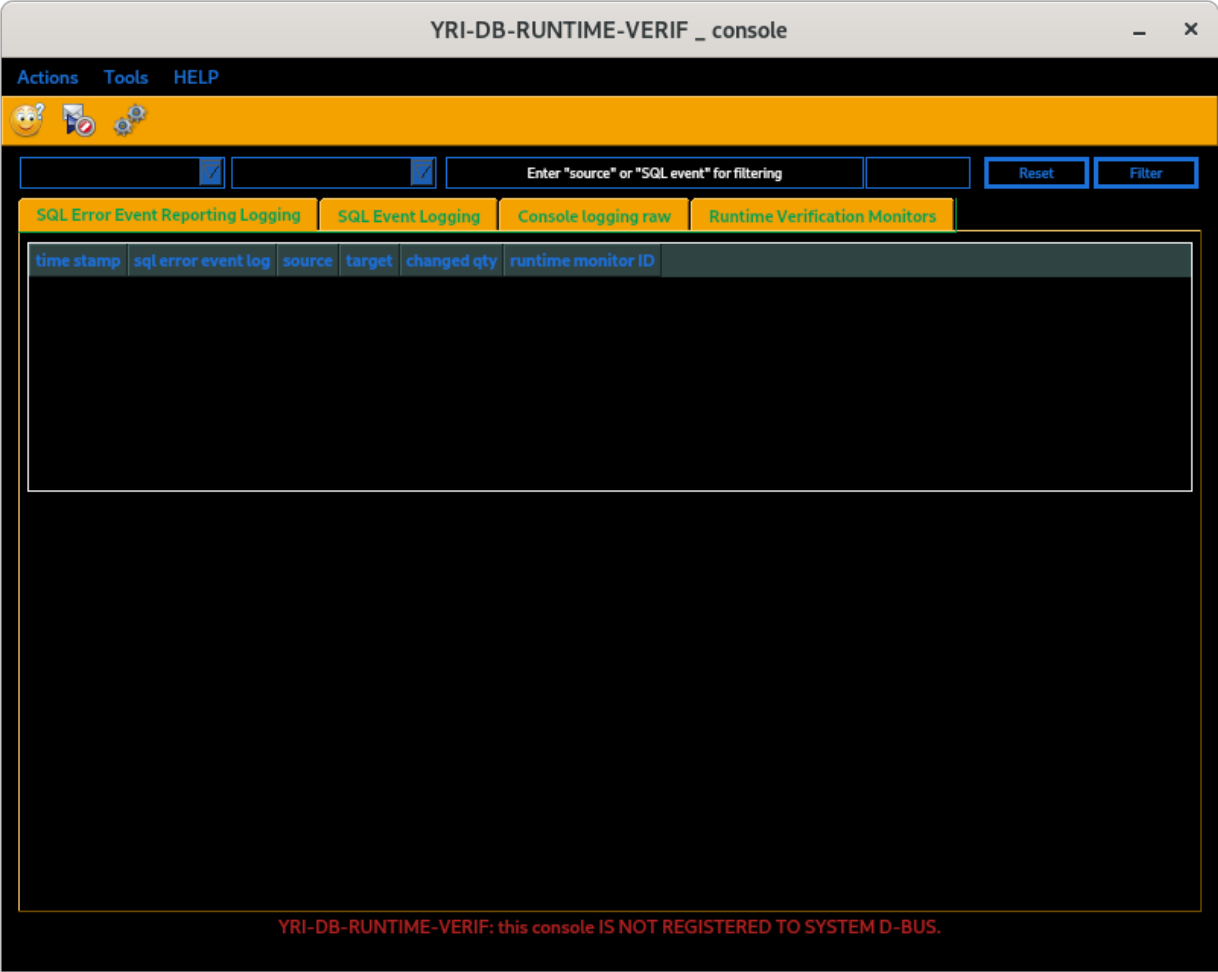 YRI-DB-RUNTIME-VERIF _ console
Actions Tools HELP
Enter "source" or "SQL event" for filtering Reset Filter
SQL Error Event Reporting Logging SQL Event Logging Console logging raw Runtime Verification Monitors
time stamp sql error event log source target changed qty runtime monitor ID
YRI-DB-RUNTIME-VERIF: this console IS NOT REGISTERED TO SYSTEM D-BUS.